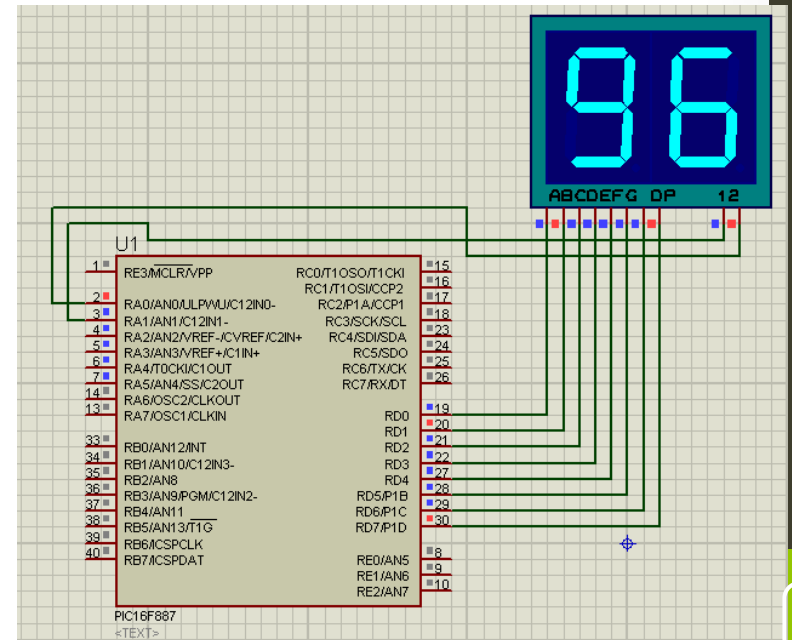 96
ABCDEFG DP 12
U1
1 RE3/MCLR/VPP RC0/T1OSO/T1CKI 15
RC1/T1OSI/CCP2 16
2 RA0/AN0/ULPWU/C12IN0- RC2/P1A/CCP1 17
3 RA1/AN1/C12IN1- RC3/SCK/SCL 18
4 RA2/AN2/VREF-/CVREF/C2IN+ RC4/SDI/SDA 23
5 RA3/AN3/VREF+/C1IN+ RC5/SDO 24
6 RA4/T0CKI/C1OUT RC6/TX/CK 25
7 RA5/AN4/SS/C2OUT RC7/RX/DT 26
14 RA6/OSC2/CLKOUT
13 RA7/OSC1/CLKIN RD0 19
RD1 20
33 RB0/AN12/INT RD2 21
34 RB1/AN10/C12IN3- RD3 22
35 RB2/AN8 RD4 27
36 RB3/AN9/PGM/C12IN2- RD5/P1B 28
37 RB4/AN11 RD6/P1C 29
38 RB5/AN13/T1G RD7/P1D 30
39 RB6/ICSPCLK
40 RB7/ICSPDAT RE0/AN5 8
RE1/AN6 9
RE2/AN7 10
PIC16F887
<TEXT>